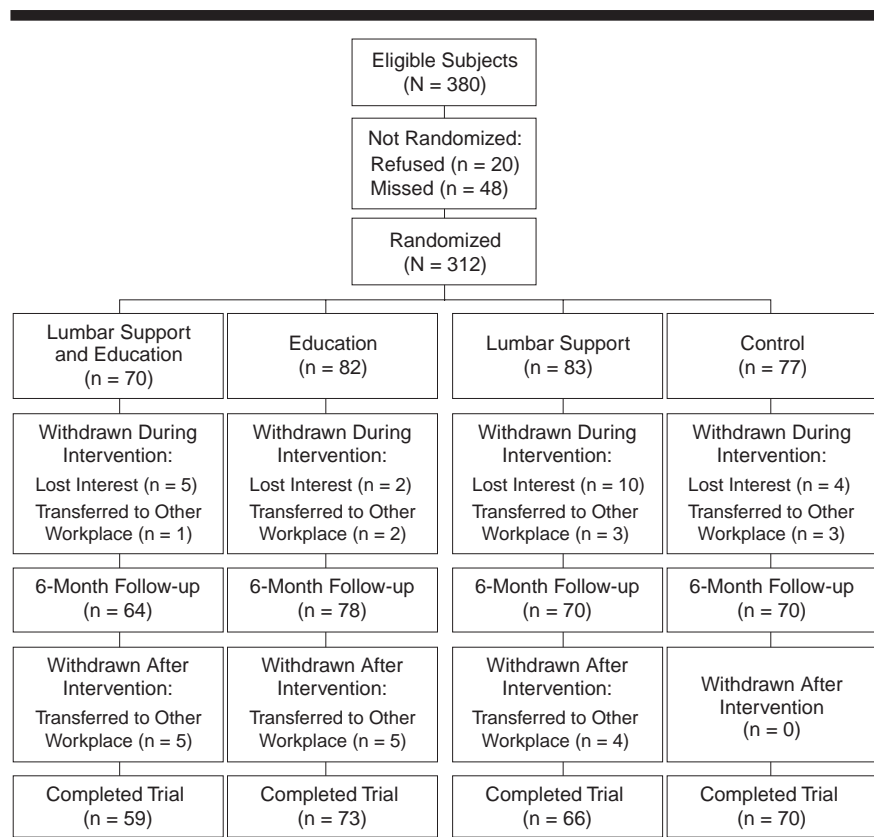 Eligible Subjects
(N = 380)
Not Randomized:
Refused (n = 20)
Missed (n = 48)
Randomized
(N = 312)
Lumbar Support
and Education
(n = 70)
Education
(n = 82)
Lumbar Support
(n = 83)
Control
(n = 77)
Withdrawn During
Intervention:
Lost Interest (n = 5)
Transferred to Other
Workplace (n = 1)
Withdrawn During
Intervention:
Lost Interest (n = 2)
Transferred to Other
Workplace (n = 2)
Withdrawn During
Intervention:
Lost Interest (n = 10)
Transferred to Other
Workplace (n = 3)
Withdrawn During
Intervention:
Lost Interest (n = 4)
Transferred to Other
Workplace (n = 3)
6-Month Follow-up
(n = 64)
6-Month Follow-up
(n = 78)
6-Month Follow-up
(n = 70)
6-Month Follow-up
(n = 70)
Withdrawn After
Intervention:
Transferred to Other
Workplace (n = 5)
Withdrawn After
Intervention:
Transferred to Other
Workplace (n = 5)
Withdrawn After
Intervention:
Transferred to Other
Workplace (n = 4)
Withdrawn After
Intervention
(n = 0)
Completed Trial
(n = 59)
Completed Trial
(n = 73)
Completed Trial
(n = 66)
Completed Trial
(n = 70)